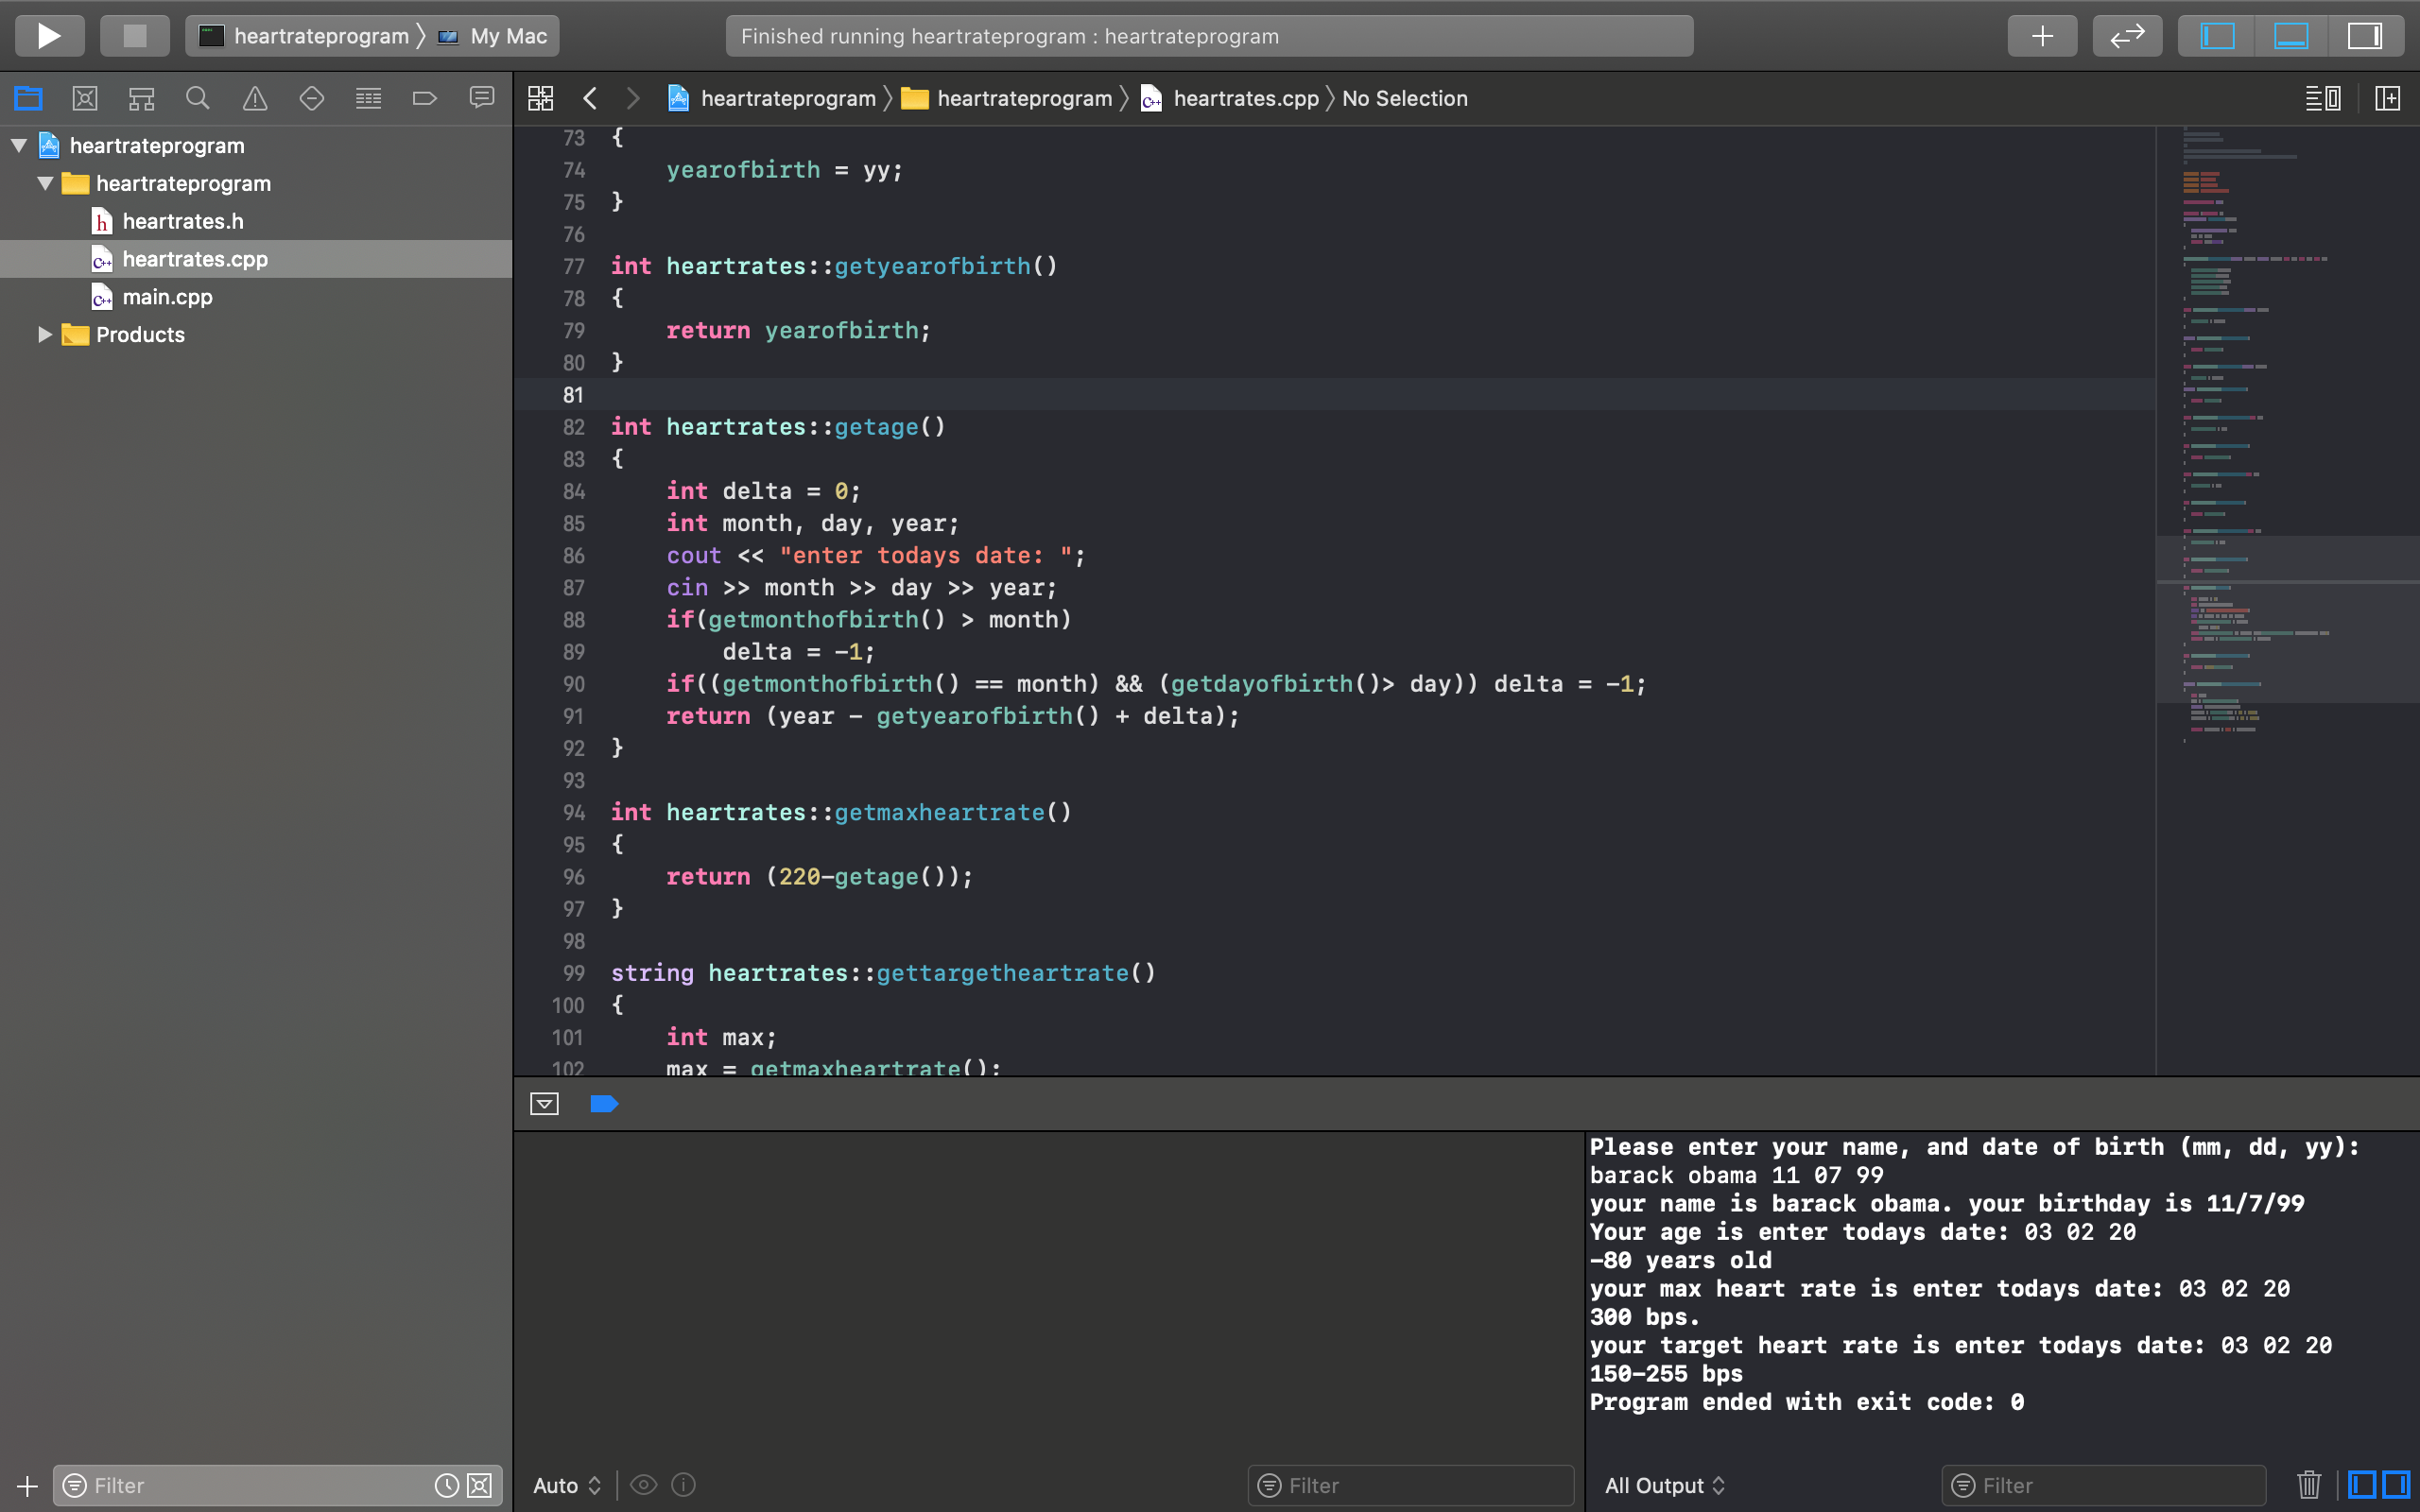 heartrateprogram 〉 My Mac
Finished running heartrateprogram : heartrateprogram
heartrateprogram 〉 heartrateprogram 〉 heartrates.cpp 〉 No Selection
heartrateprogram
heartrateprogram
heartrates.h
heartrates.cpp
main.cpp
Products
73 {
74     yearofbirth = yy;
75 }
76
77 int heartrates::getyearofbirth()
78 {
79     return yearofbirth;
80 }
81
82 int heartrates::getage()
83 {
84     int delta = 0;
85     int month, day, year;
86     cout << "enter todays date: ";
87     cin >> month >> day >> year;
88     if(getmonthofbirth() > month)
89         delta = -1;
90     if((getmonthofbirth() == month) && (getdayofbirth()> day)) delta = -1;
91     return (year - getyearofbirth() + delta);
92 }
93
94 int heartrates::getmaxheartrate()
95 {
96     return (220-getage());
97 }
98
99 string heartrates::gettargetheartrate()
100 {
101     int max;
102     max = getmaxheartrate();
Please enter your name, and date of birth (mm, dd, yy):
barack obama 11 07 99
your name is barack obama. your birthday is 11/7/99
Your age is enter todays date: 03 02 20
-80 years old
your max heart rate is enter todays date: 03 02 20
300 bps.
your target heart rate is enter todays date: 03 02 20
150-255 bps
Program ended with exit code: 0
Filter
Auto
Filter
All Output
Filter